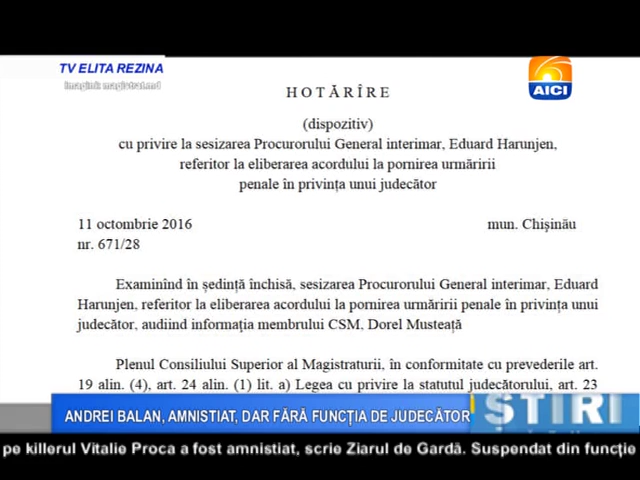 TV ELITA REZINA
imagini: magistrat.md
AICI
HOTĂRÎRE
(dispozitiv)
cu privire la sesizarea Procurorului General interimar, Eduard Harunjen,
referitor la eliberarea acordului la pornirea urmăririi
penale în privința unui judecător
11 octombrie 2016 mun. Chișinău
nr. 671/28
Examinînd în ședință închisă, sesizarea Procurorului General interimar, Eduard
Harunjen, referitor la eliberarea acordului la pornirea urmăririi penale în privința unui
judecător, audiind informația membrului CSM, Dorel Musteață
Plenul Consiliului Superior al Magistraturii, în conformitate cu prevederile art.
19 alin. (4), art. 24 alin. (1) lit. a) Legea cu privire la statutul judecătorului, art. 23
ANDREI BALAN, AMNISTIAT, DAR FĂRĂ FUNCȚIA DE JUDECĂTOR
ȘTIRI
pe killerul Vitalie Proca a fost amnistiat, scrie Ziarul de Gardă. Suspendat din funcție